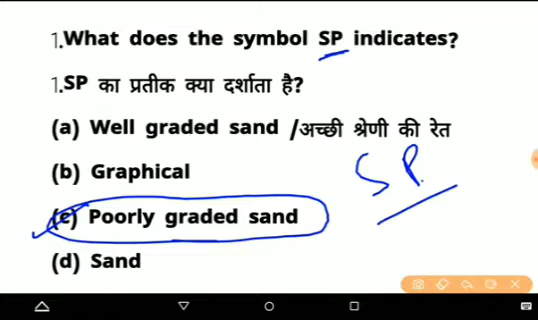 1.What does the symbol SP indicates?
1.SP का प्रतीक क्या दर्शाता है?
(a) Well graded sand /अच्छी श्रेणी की रेत
(b) Graphical
SP.
(c) Poorly graded sand
(d) Sand